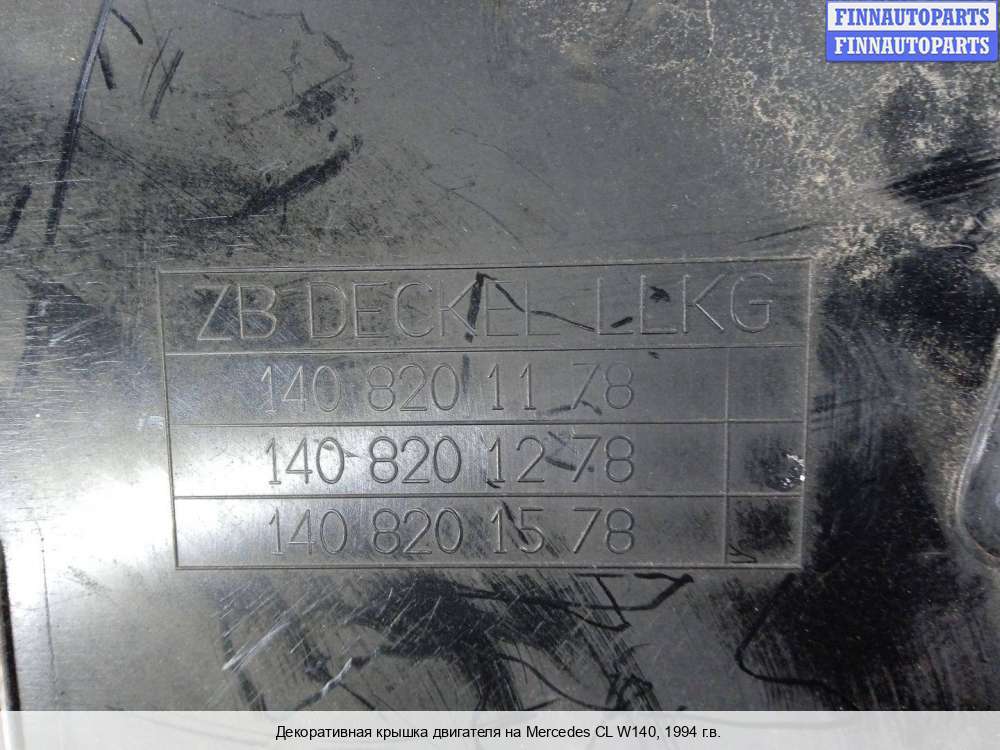 FINNAUTOPARTS
FINNAUTOPARTS
ZB DECKEL LLKG
140 820 11 78
140 820 12 78
140 820 15 78
Декоративная крышка двигателя на Mercedes CL W140, 1994 г.в.